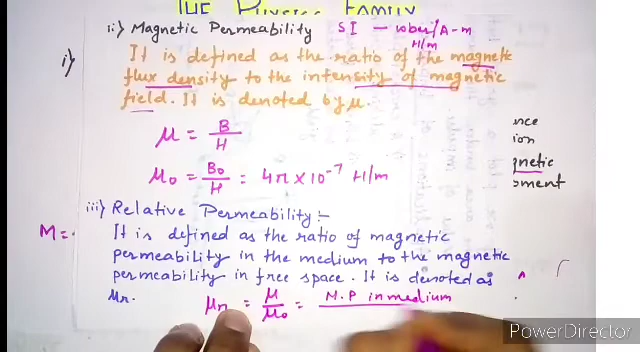 THE Physics FAMILY
ii) Magnetic Permeability SI - wber/A-m
H/m
i) It is defined as the ratio of the magnetic
flux density to the intensity of magnetic
field. It is denoted by μ.
μ = B/H
μ₀ = B₀/H = 4π×10⁻⁷ H/m
iii) Relative Permeability :-
M =
It is defined as the ratio of magnetic
permeability in the medium to the magnetic
permeability in free space. It is denoted as
μr.
μr = μ/μ₀ = M.P in medium
nce
ion
netic
oment
PowerDirector